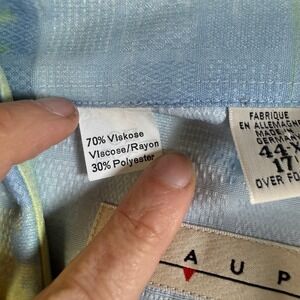 70% Viskose
Viscose/Rayon
30% Polyester
FABRIQUE
EN ALLEMAGNE
MADE IN
GERMANY
44-X
17
OVER FO
AUP